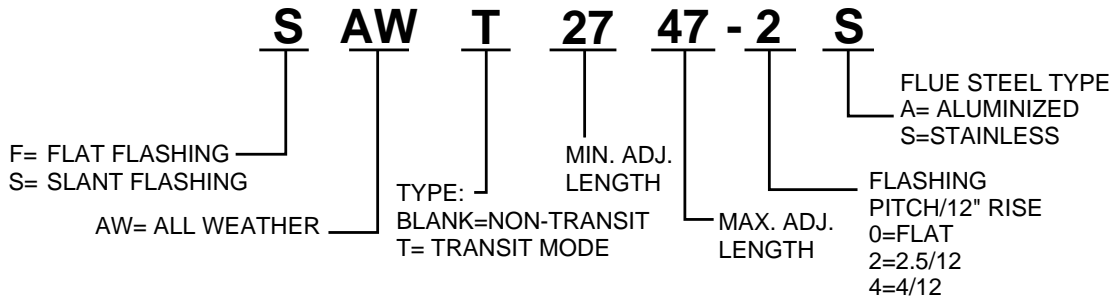 S AW T 27 47 - 2 S
FLUE STEEL TYPE
A= ALUMINIZED
S=STAINLESS
F= FLAT FLASHING
S= SLANT FLASHING
MIN. ADJ.
LENGTH
FLASHING
PITCH/12" RISE
0=FLAT
2=2.5/12
4=4/12
TYPE:
BLANK=NON-TRANSIT
T= TRANSIT MODE
AW= ALL WEATHER
MAX. ADJ.
LENGTH